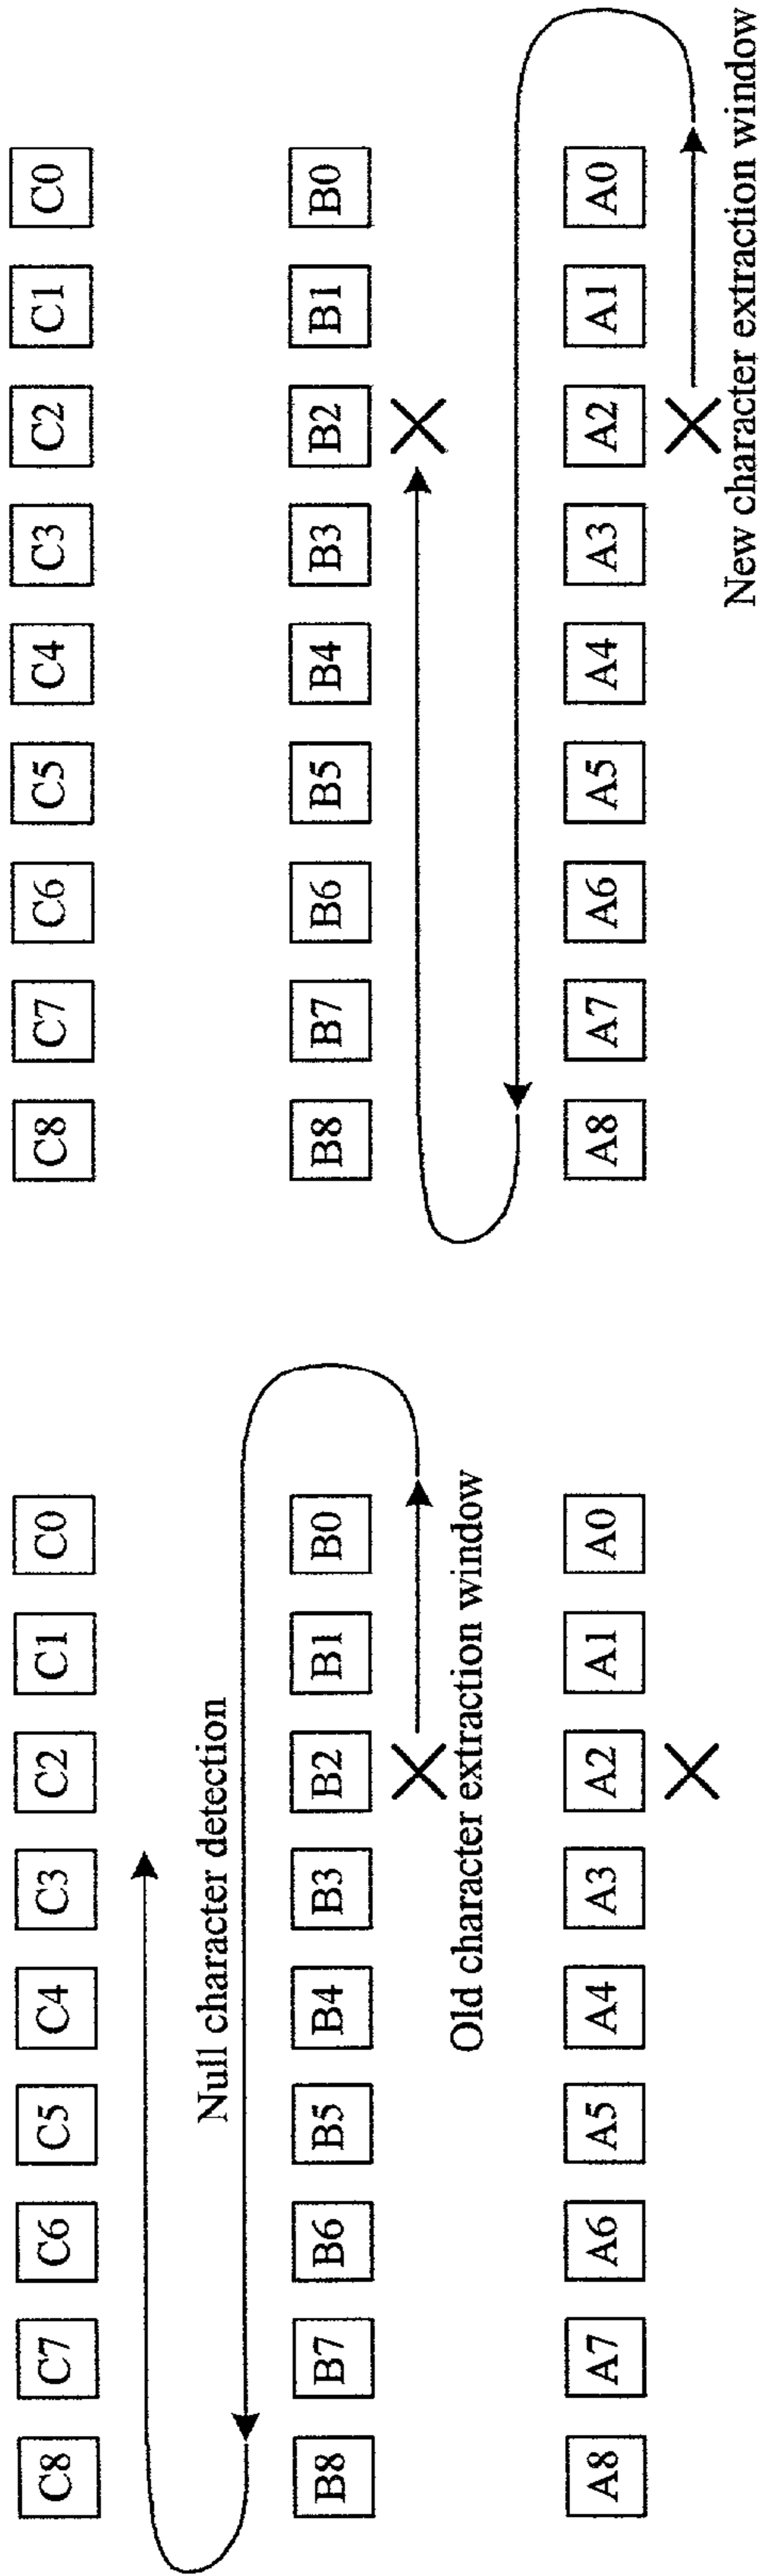 C8 C7 C6 C5 C4 C3 C2 C1 C0
Null character detection
B8 B7 B6 B5 B4 B3 B2 B1 B0
Old character extraction window
A8 A7 A6 A5 A4 A3 A2 A1 A0
C8 C7 C6 C5 C4 C3 C2 C1 C0
B8 B7 B6 B5 B4 B3 B2 B1 B0
A8 A7 A6 A5 A4 A3 A2 A1 A0
New character extraction window